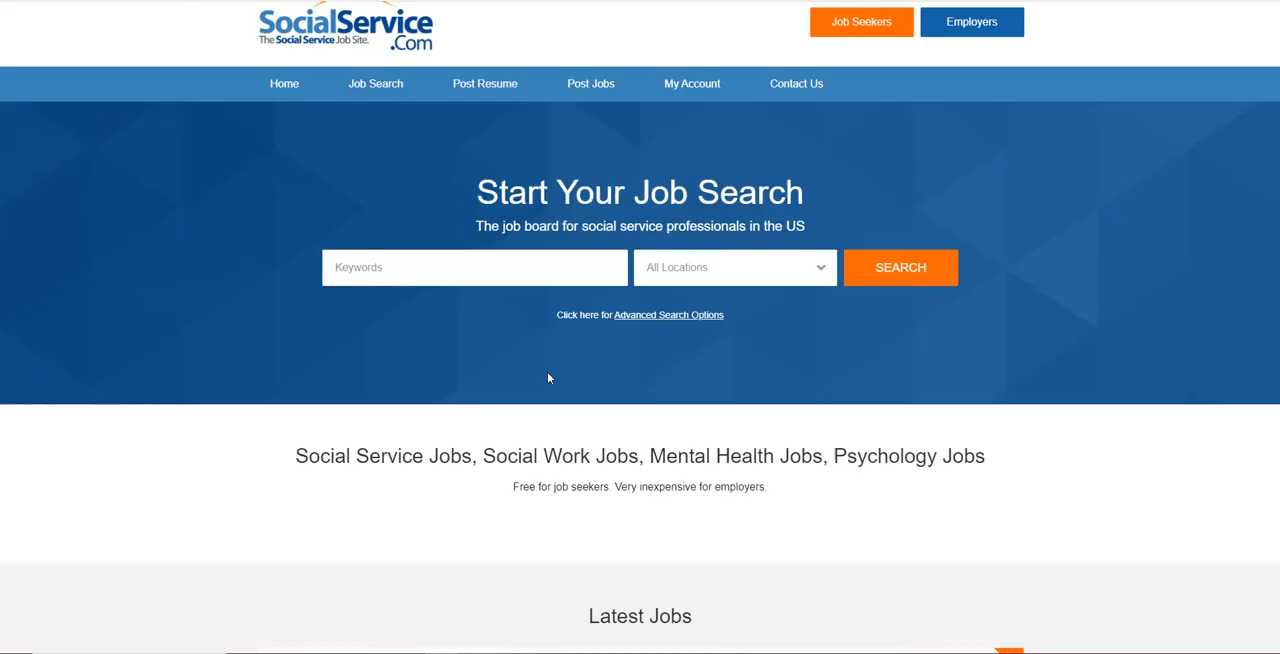 SocialService
The Social Service Job Site.
.Com
Job Seekers
Employers
Home
Job Search
Post Resume
Post Jobs
My Account
Contact Us
Start Your Job Search
The job board for social service professionals in the US
Keywords
All Locations
SEARCH
Click here for Advanced Search Options
Social Service Jobs, Social Work Jobs, Mental Health Jobs, Psychology Jobs
Free for job seekers. Very inexpensive for employers.
Latest Jobs